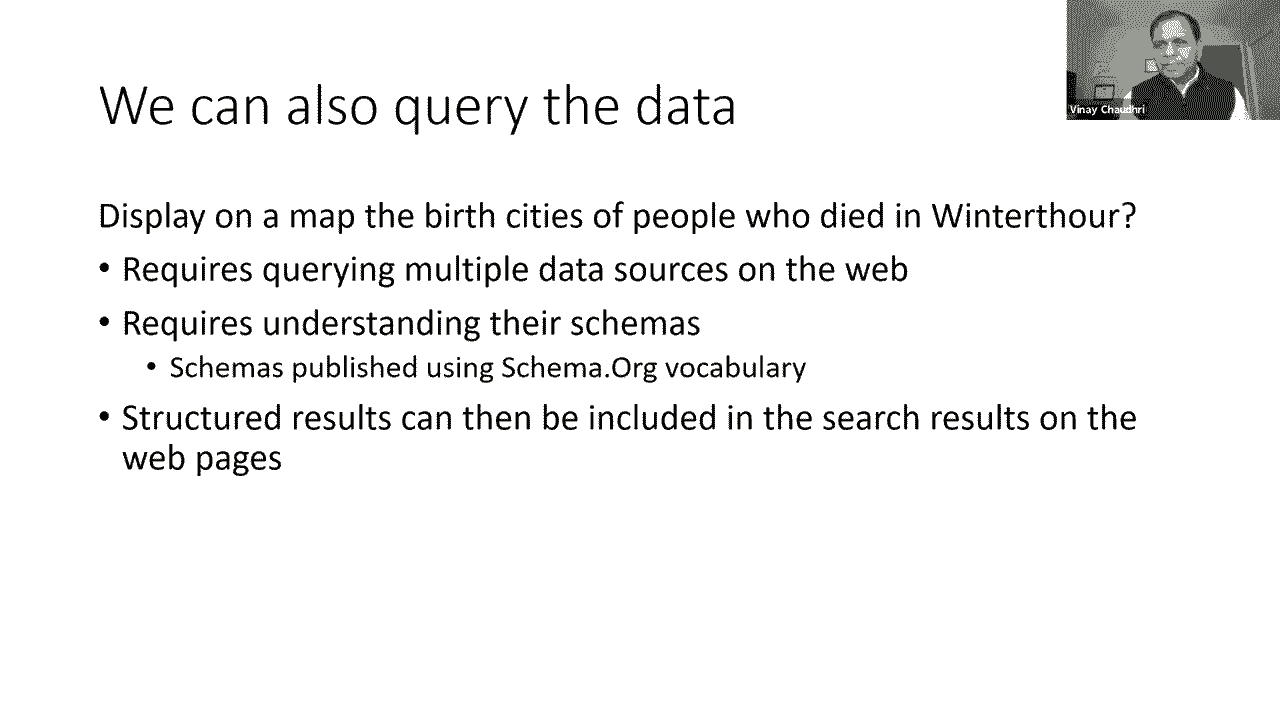 We can also query the data
Vinay Chaudhri
Display on a map the birth cities of people who died in Winterthour?
• Requires querying multiple data sources on the web
• Requires understanding their schemas
• Schemas published using Schema.Org vocabulary
• Structured results can then be included in the search results on the
web pages